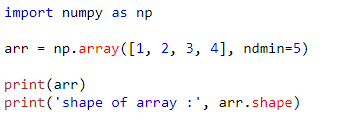 import numpy as np
arr = np.array([1, 2, 3, 4], ndmin=5)
print(arr)
print('shape of array :', arr.shape)